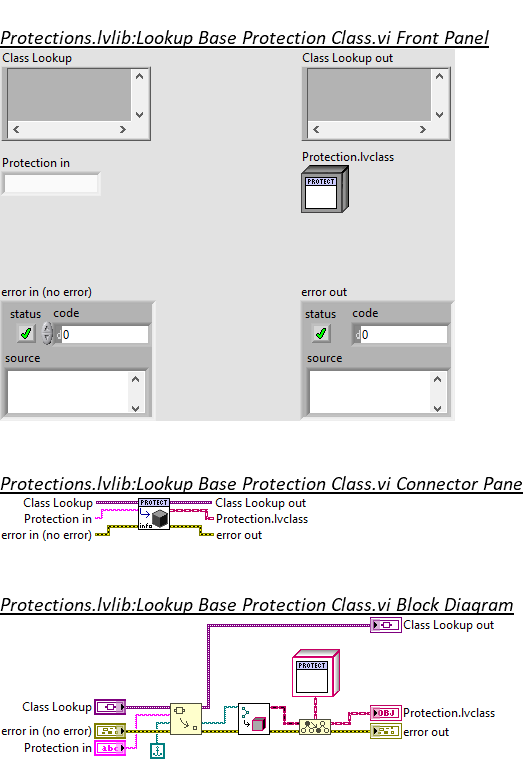 Protections.lvlib:Lookup Base Protection Class.vi Front Panel
Class Lookup
Class Lookup out
Protection in
Protection.lvclass
PROTECT
error in (no error)
error out
status code
status code
0
0
source
source
Protections.lvlib:Lookup Base Protection Class.vi Connector Pane
Class Lookup
PROTECT
Class Lookup out
Protection in
Protection.lvclass
error in (no error)
info
error out
Protections.lvlib:Lookup Base Protection Class.vi Block Diagram
Class Lookup out
PROTECT
Class Lookup
OBJ
Protection.lvclass
error in (no error)
error out
Protection in
abc